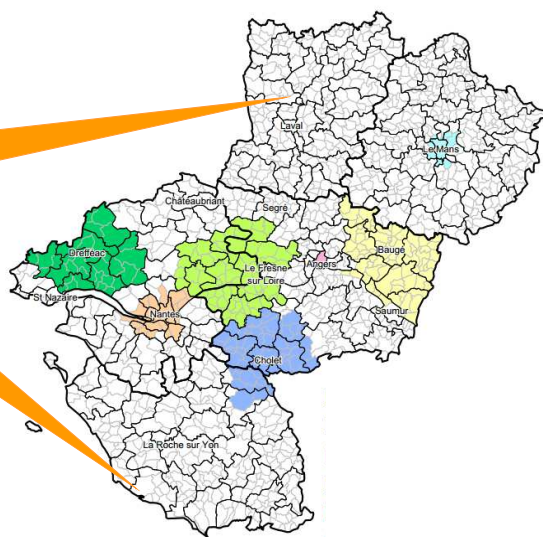 Laval
Le Mans
Châteaubriant
Segré
Drefféac
Baugé
Le Fresne
sur Loire
Angers
St Nazaire
Nantes
Saumur
Cholet
La Roche sur Yon